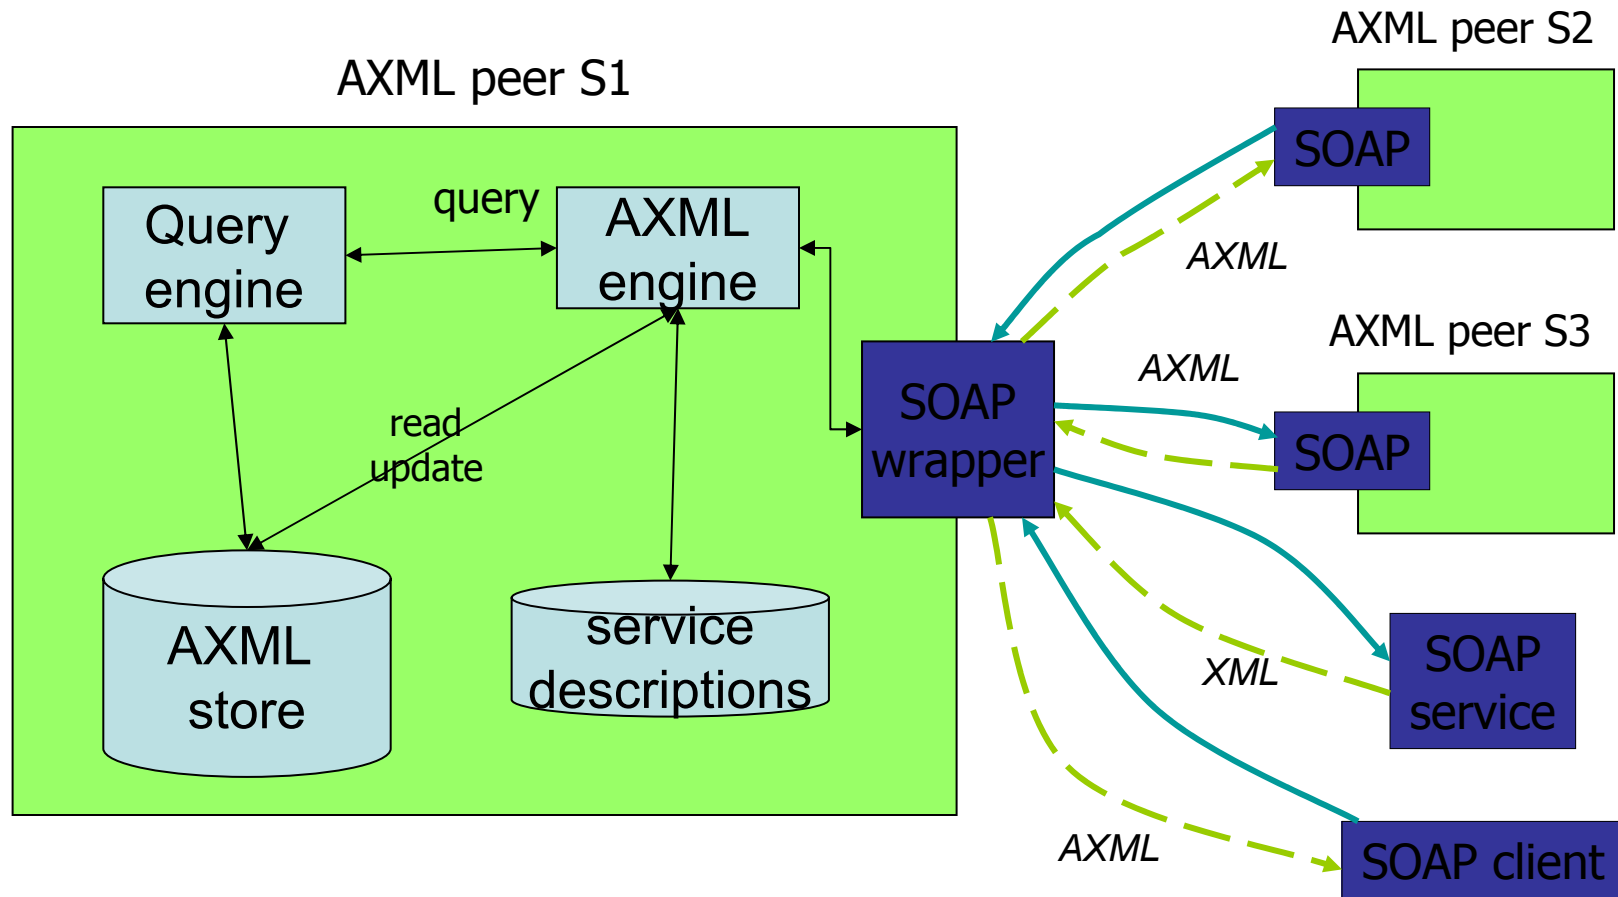 AXML peer S1
AXML peer S2
SOAP
Query
engine
query
AXML
engine
AXML
AXML peer S3
AXML
SOAP
wrapper
SOAP
read
update
AXML
store
service
descriptions
XML
SOAP
service
AXML
SOAP client